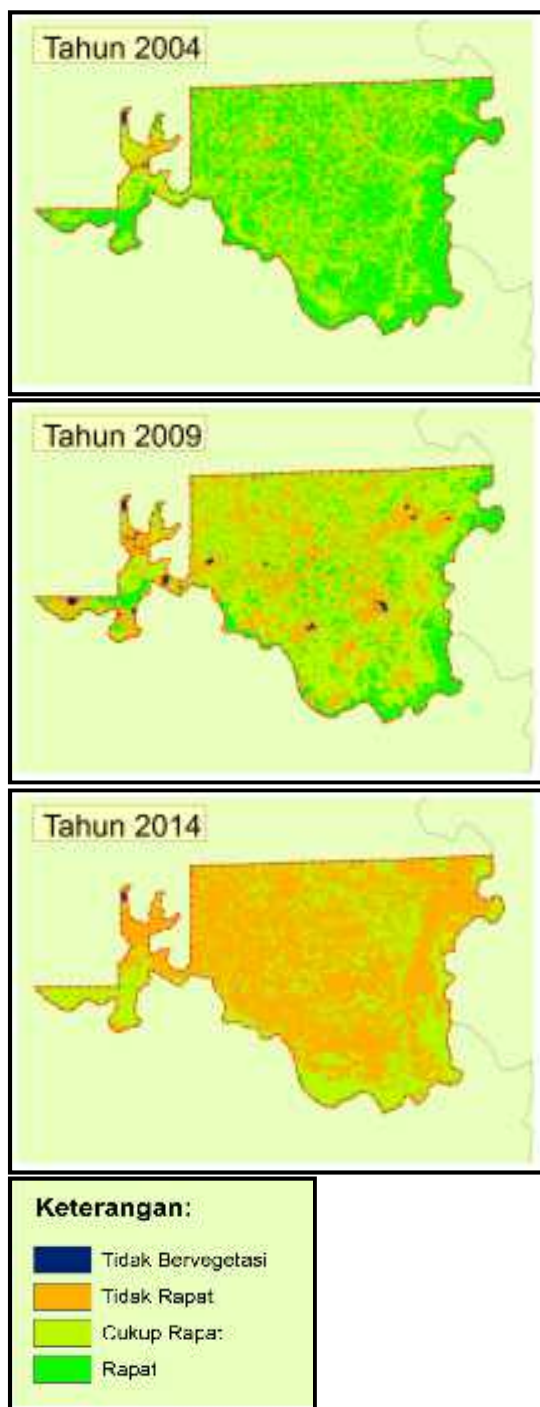 Tahun 2004
Tahun 2009
Tahun 2014
Keterangan:
Tidak Bervegetasi
Tidak Rapat
Cukup Rapat
Rapat